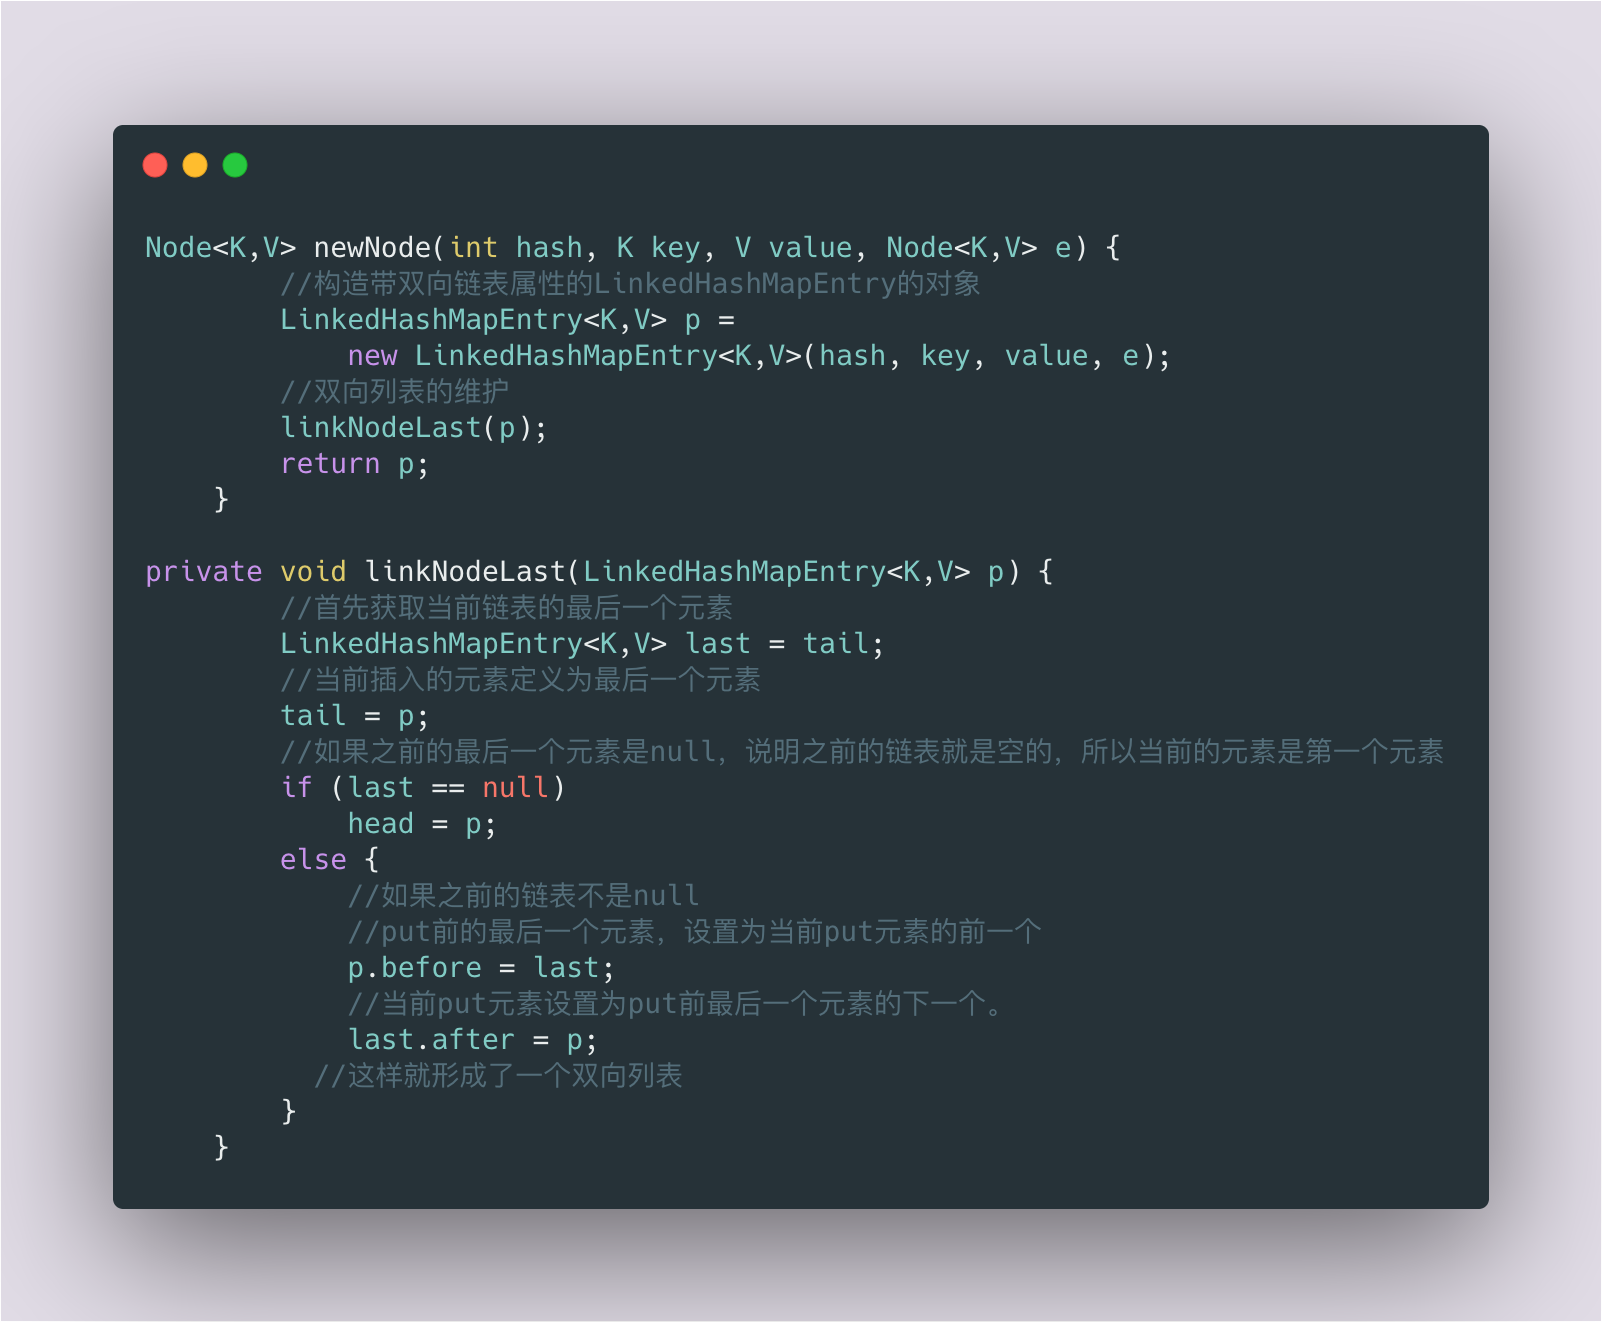 Node<K,V> newNode(int hash, K key, V value, Node<K,V> e) {
        //构造带双向链表属性的LinkedHashMapEntry的对象
        LinkedHashMapEntry<K,V> p =
            new LinkedHashMapEntry<K,V>(hash, key, value, e);
        //双向列表的维护
        linkNodeLast(p);
        return p;
    }

private void linkNodeLast(LinkedHashMapEntry<K,V> p) {
        //首先获取当前链表的最后一个元素
        LinkedHashMapEntry<K,V> last = tail;
        //当前插入的元素定义为最后一个元素
        tail = p;
        //如果之前的最后一个元素是null，说明之前的链表就是空的，所以当前的元素是第一个元素
        if (last == null)
            head = p;
        else {
            //如果之前的链表不是null
            //put前的最后一个元素，设置为当前put元素的前一个
            p.before = last;
            //当前put元素设置为put前最后一个元素的下一个。
            last.after = p;
          //这样就形成了一个双向列表
        }
    }